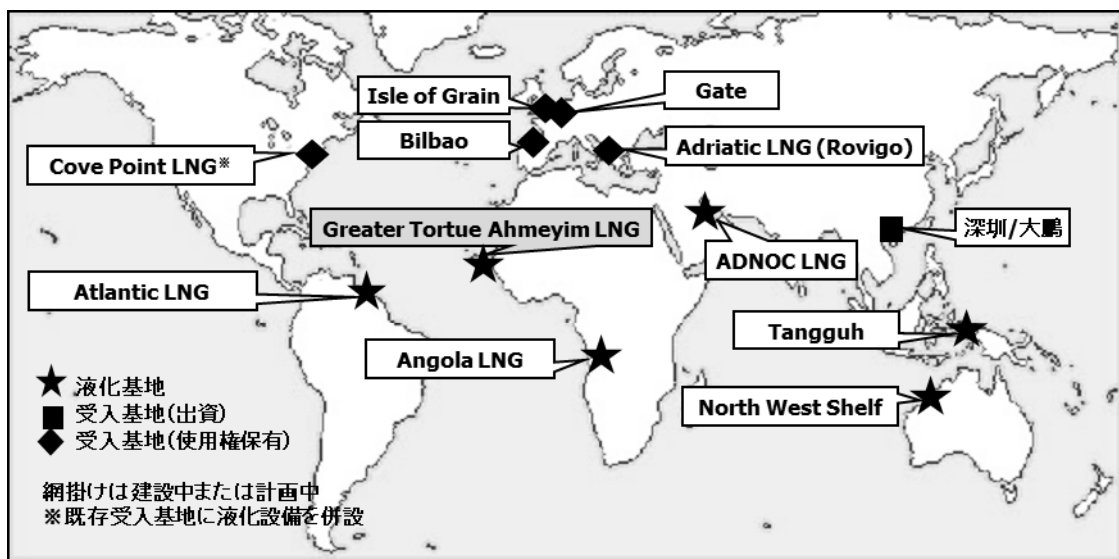 Isle of Grain
Gate
Bilbao
Adriatic LNG (Rovigo)
Cove Point LNG※
Greater Tortue Ahmeyim LNG
深圳/大鵬
ADNOC LNG
Atlantic LNG
Tangguh
Angola LNG
North West Shelf
液化基地
受入基地(出資)
受入基地(使用権保有)
網掛けは建設中または計画中
※既存受入基地に液化設備を併設